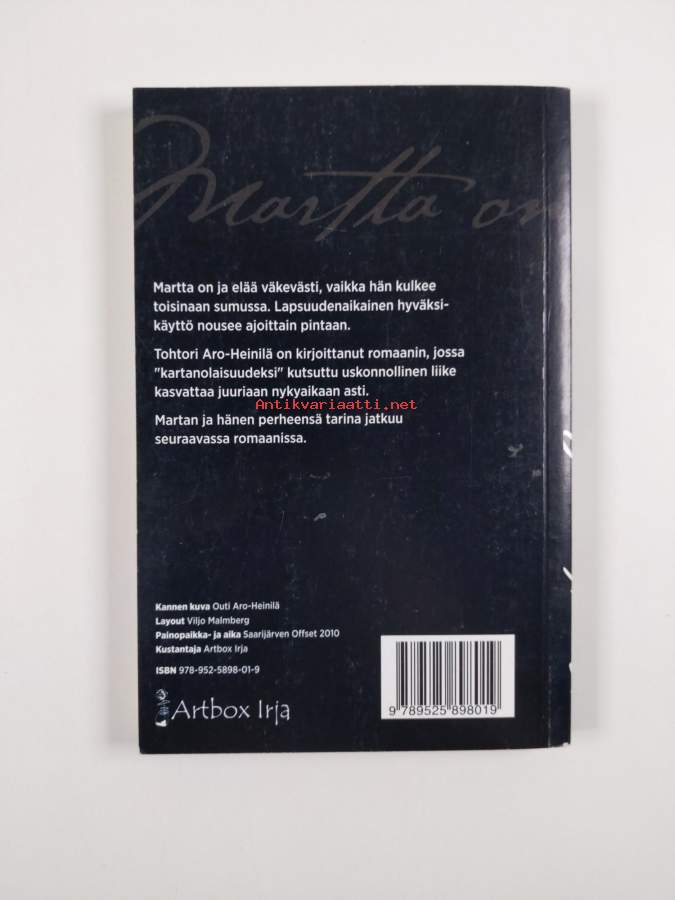 Martta on
Martta on ja elää väkevästi, vaikka hän kulkee
toisinaan sumussa. Lapsuudenaikainen hyväksi-
käyttö nousee ajoittain pintaan.
Tohtori Aro-Heinilä on kirjoittanut romaanin, jossa
"kartanolaisuudeksi" kutsuttu uskonnollinen liike
kasvattaa juuriaan nykyaikaan asti.
Antikvariaatti.net
Martan ja hänen perheensä tarina jatkuu
seuraavassa romaanissa.
Kannen kuva Outi Aro-Heinilä
Layout Viljo Malmberg
Painopaikka- ja aika Saarijärven Offset 2010
Kustantaja Artbox Irja
ISBN 978-952-5898-01-9
Artbox Irja
9 789525 898019